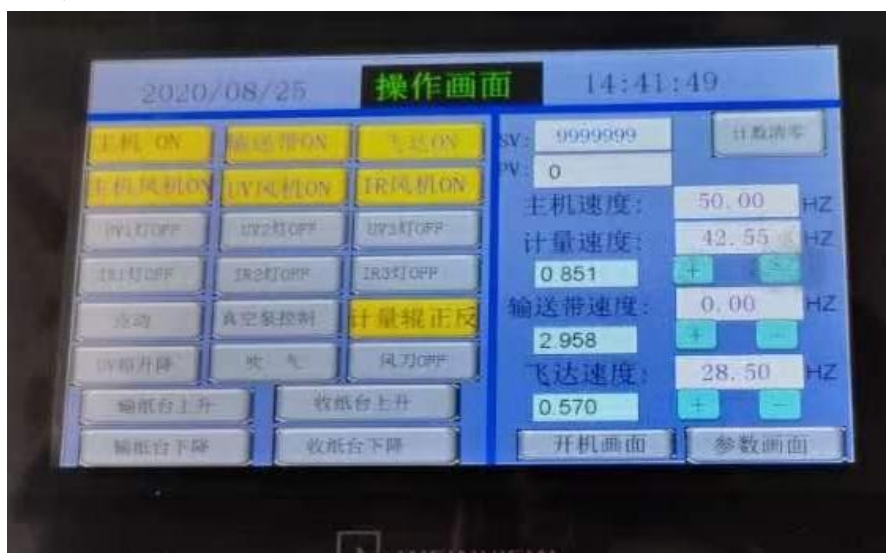 2020/08/25 操作画面 14:41:49
主机 ON 输送带ON 飞达ON
主机风机ON UV风机ON IR风机ON
UV1灯OFF UV2灯OFF UV3灯OFF
IR1灯OFF IR2灯OFF IR3灯OFF
真空泵控制 计量辊正反
UV箱升降 吹 气 风刀OFF
输纸台上升 收纸台上升
输纸台下降 收纸台下降
SV: 9999999 计数清零
PV: 0
主机速度: 50.00 HZ
计量速度: 42.55 HZ
0.851 + -
输送带速度: 0.00 HZ
2.958 + -
飞达速度: 28.50 HZ
0.570 + -
开机画面 参数画面